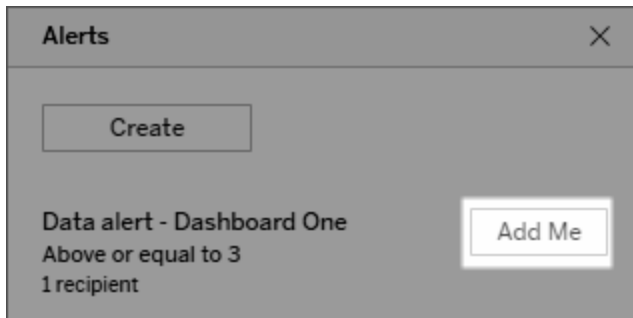 Alerts
Create
Data alert - Dashboard One
Add Me
Above or equal to 3
1 recipient